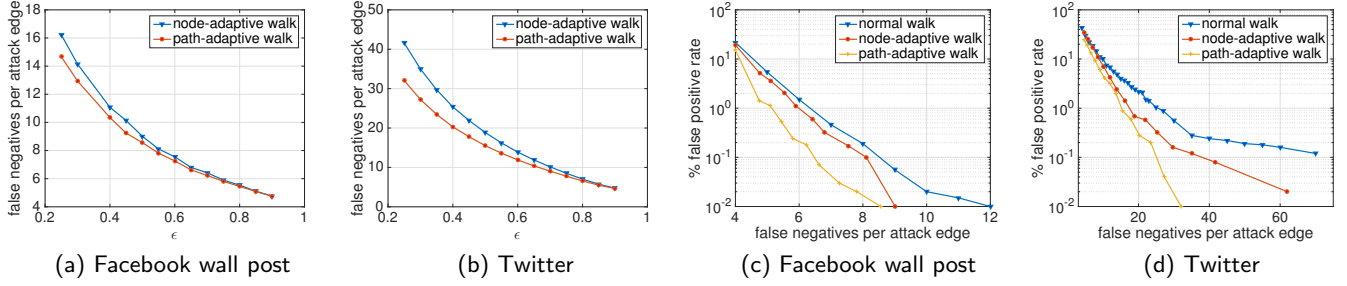 false negatives per attack edge
18
16
14
12
10
8
6
4
0.2
0.4
0.6
0.8
1
ϵ
node-adaptive walk
path-adaptive walk
(a) Facebook wall post
false negatives per attack edge
50
40
30
20
10
0
0.2
0.4
0.6
0.8
1
ϵ
node-adaptive walk
path-adaptive walk
(b) Twitter
% false positive rate
10^2
10^1
10^0
10^-1
10^-2
4
6
8
10
12
false negatives per attack edge
normal walk
node-adaptive walk
path-adaptive walk
(c) Facebook wall post
% false positive rate
10^2
10^1
10^0
10^-1
10^-2
20
40
60
false negatives per attack edge
normal walk
node-adaptive walk
path-adaptive walk
(d) Twitter